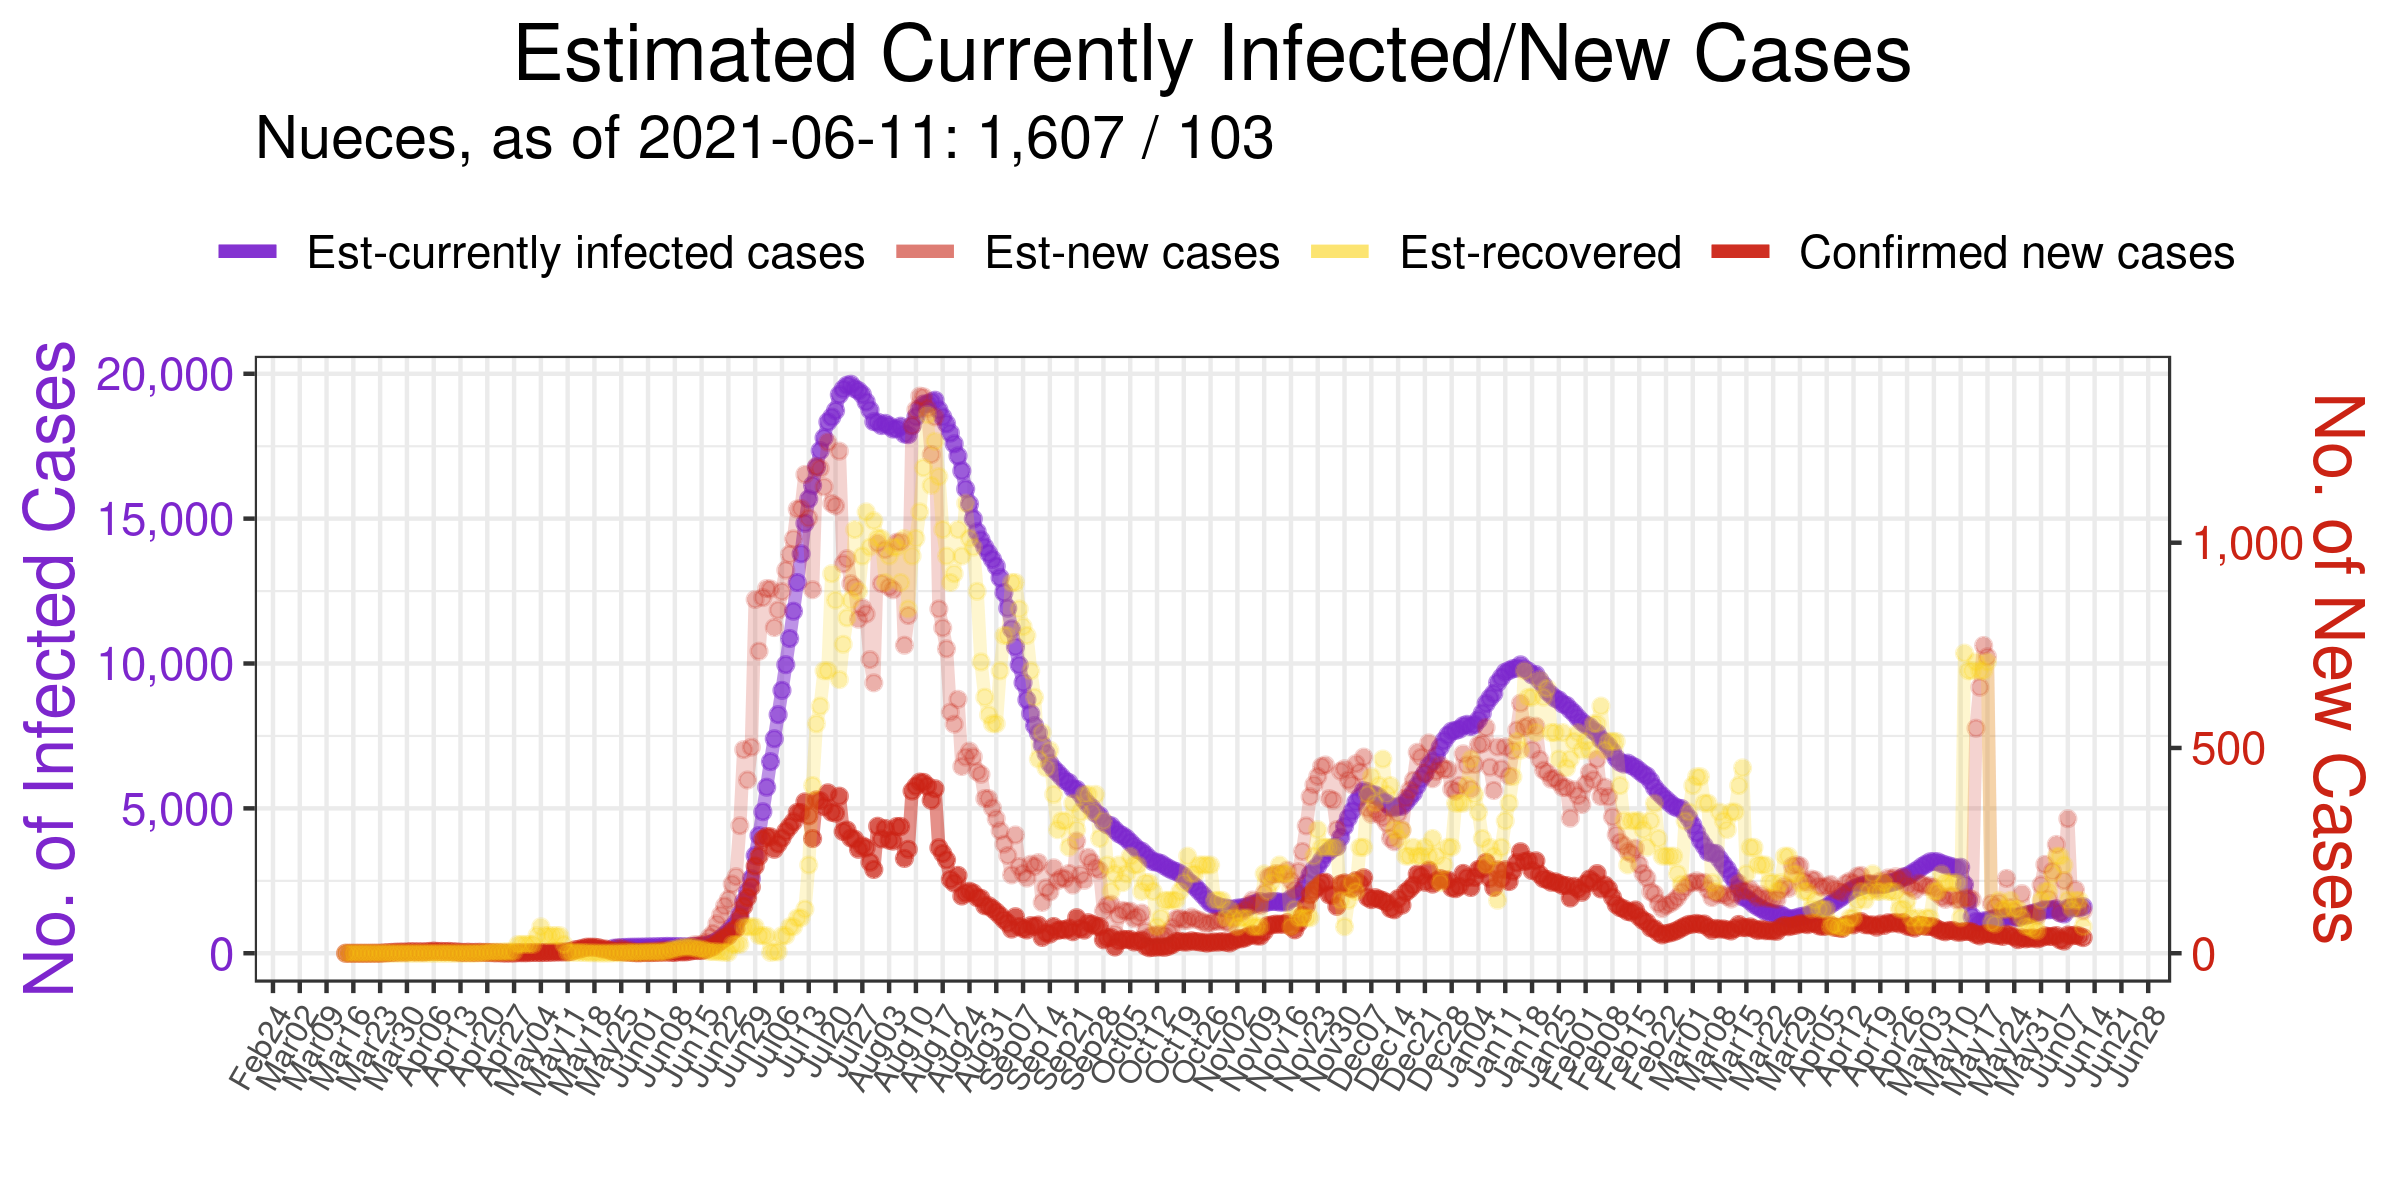 Estimated Currently Infected/New Cases
Nueces, as of 2021-06-11: 1,607 / 103
Est-currently infected cases
Est-new cases
Est-recovered
Confirmed new cases
No. of Infected Cases
20,000
15,000
10,000
5,000
0
1,000
500
0
No. of New Cases
Feb24
Mar02
Mar09
Mar16
Mar23
Mar30
Apr06
Apr13
Apr20
Apr27
May04
May11
May18
May25
Jun01
Jun08
Jun15
Jun22
Jun29
Jul06
Jul13
Jul20
Jul27
Aug03
Aug10
Aug17
Aug24
Aug31
Sep07
Sep14
Sep21
Sep28
Oct05
Oct12
Oct19
Oct26
Nov02
Nov09
Nov16
Nov23
Nov30
Dec07
Dec14
Dec21
Dec28
Jan04
Jan11
Jan18
Jan25
Feb01
Feb08
Feb15
Feb22
Mar01
Mar08
Mar15
Mar22
Mar29
Apr05
Apr12
Apr19
Apr26
May03
May10
May17
May24
May31
Jun07
Jun14
Jun21
Jun28